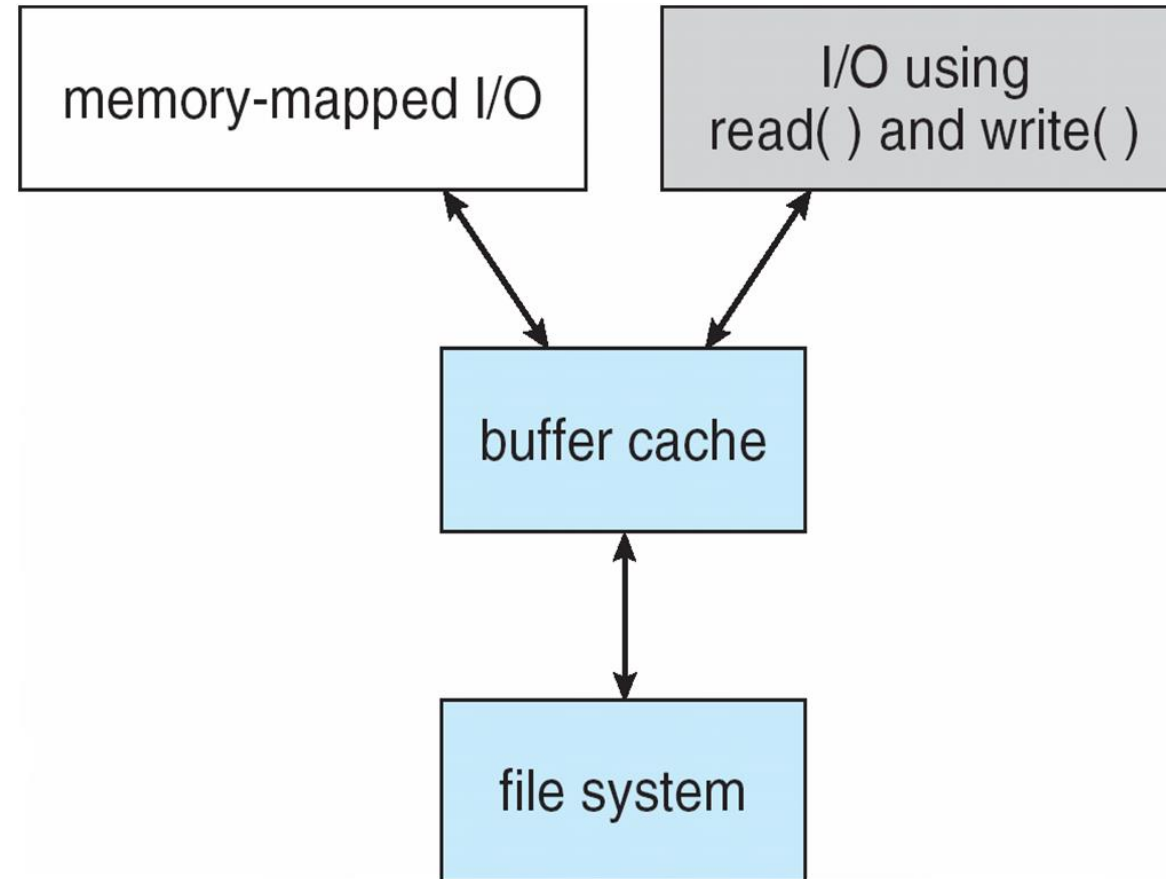 memory-mapped I/O
I/O using
read( ) and write( )
buffer cache
file system